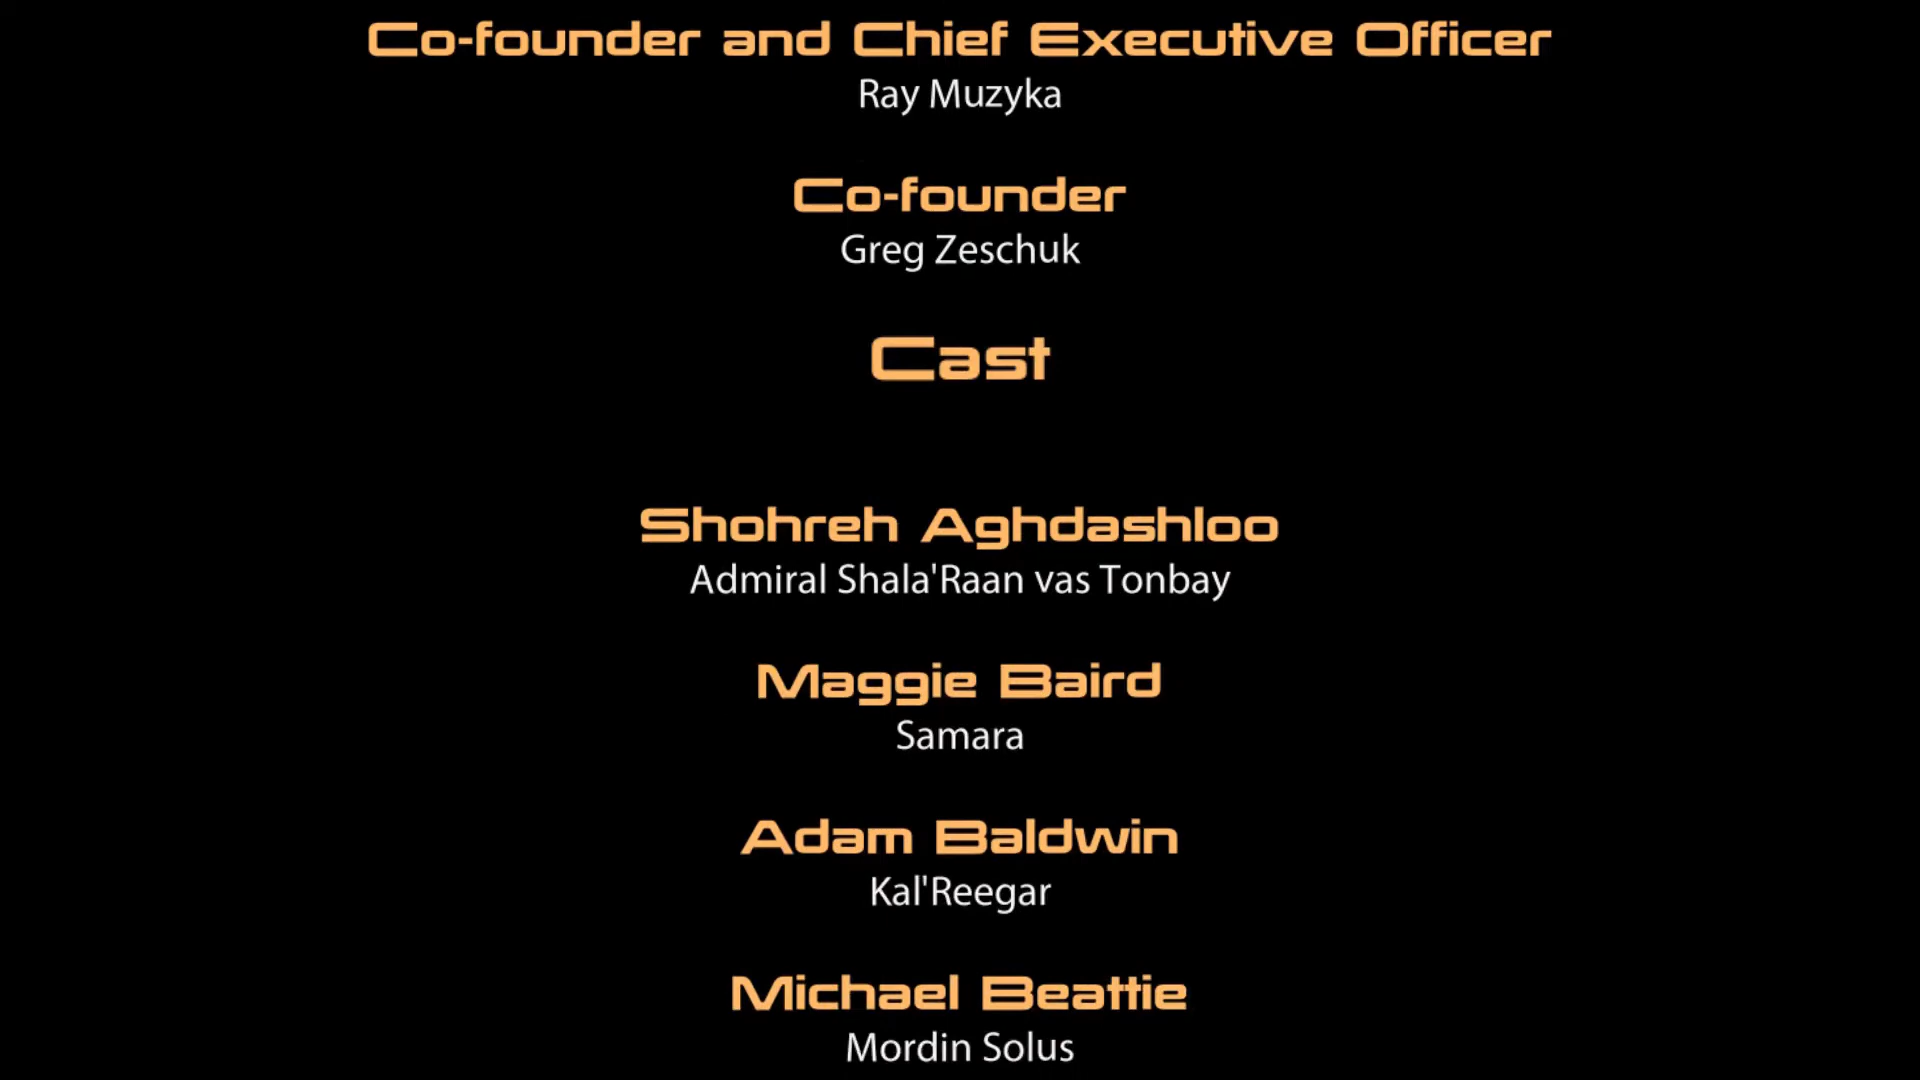 Co-founder and Chief Executive Officer
Ray Muzyka
Co-founder
Greg Zeschuk
Cast
Shohreh Aghdashloo
Admiral Shala'Raan vas Tonbay
Maggie Baird
Samara
Adam Baldwin
Kal'Reegar
Michael Beattie
Mordin Solus